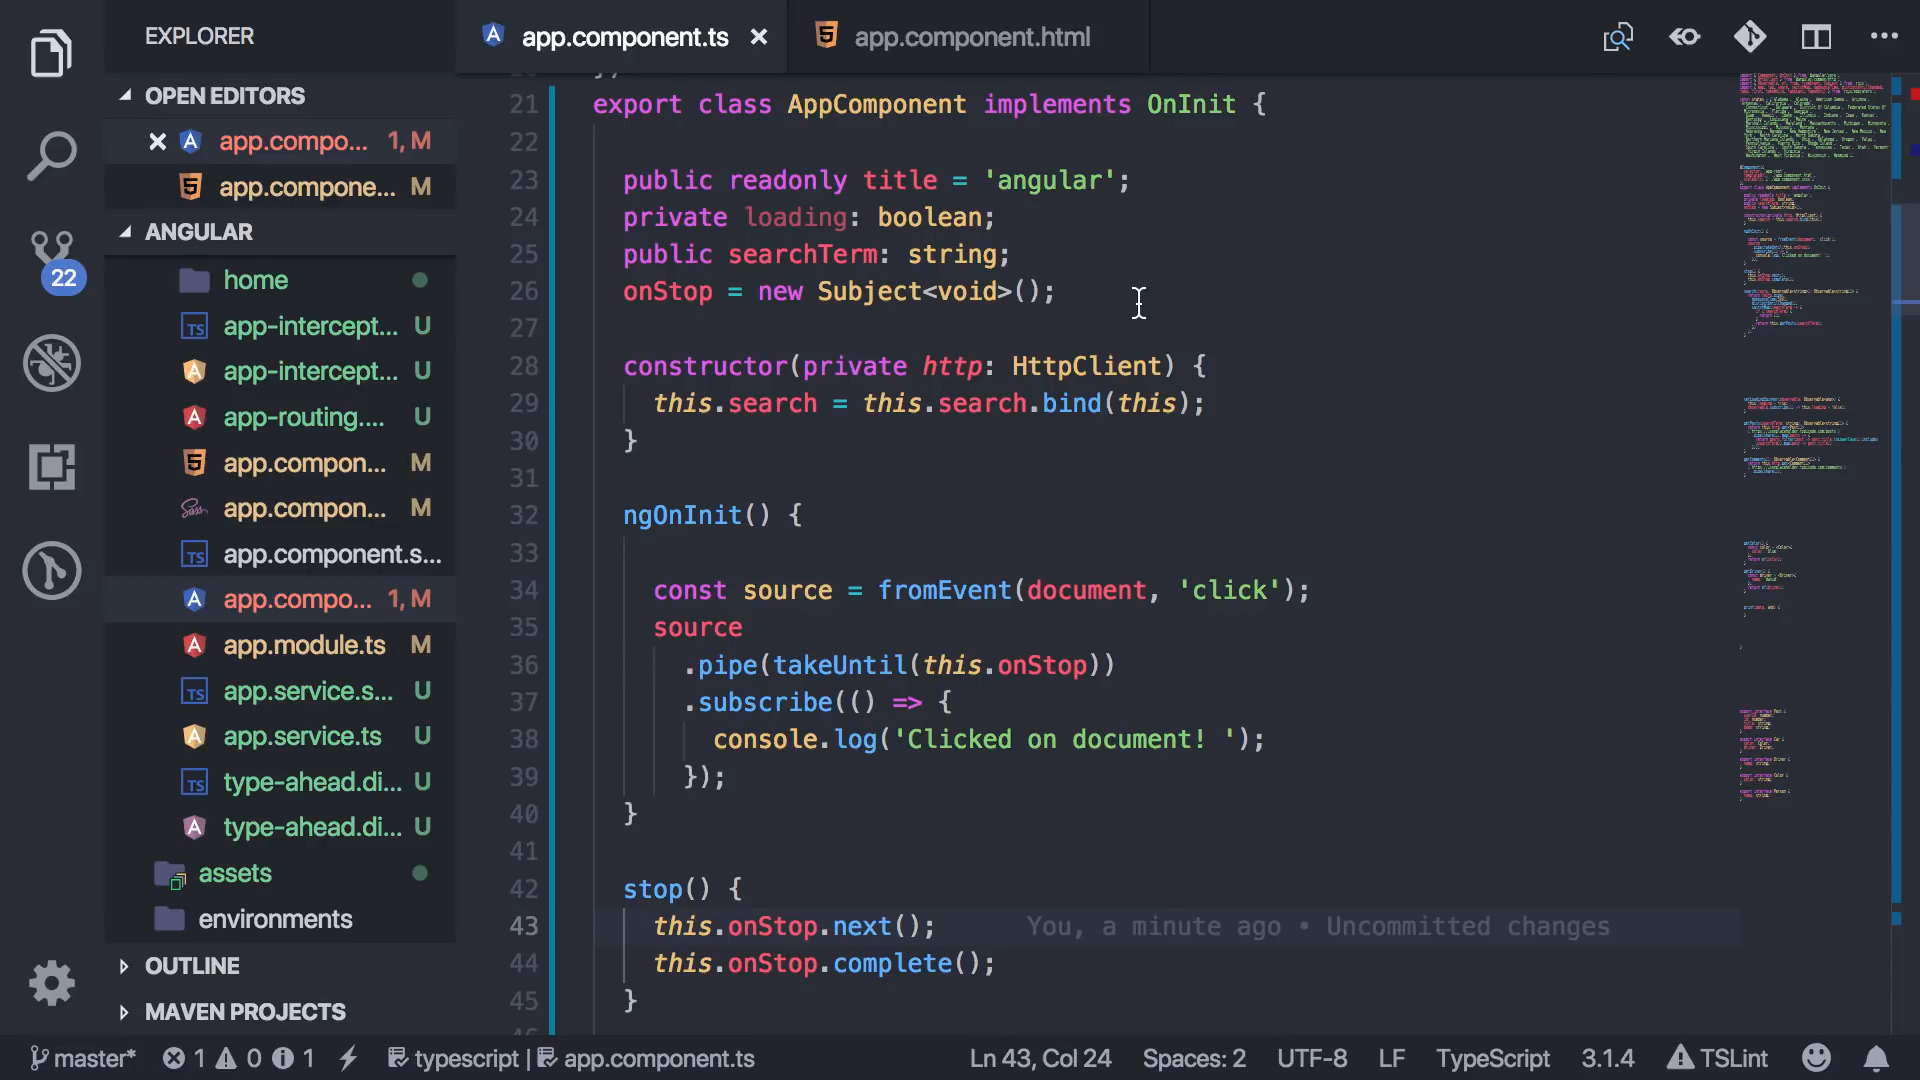 EXPLORER
OPEN EDITORS
app.compo... 1, M
app.compone... M
ANGULAR
22
home
app-intercept... U
app-intercept... U
app-routing.... U
app.compon... M
app.compon... M
app.component.s...
app.compo... 1, M
app.module.ts M
app.service.s... U
app.service.ts U
type-ahead.di... U
type-ahead.di... U
assets
environments
OUTLINE
MAVEN PROJECTS
app.component.ts
app.component.html
21 export class AppComponent implements OnInit {
22
23 public readonly title = 'angular';
24 private loading: boolean;
25 public searchTerm: string;
26 onStop = new Subject<void>();
27
28 constructor(private http: HttpClient) {
29 this.search = this.search.bind(this);
30 }
31
32 ngOnInit() {
33
34 const source = fromEvent(document, 'click');
35 source
36 .pipe(takeUntil(this.onStop))
37 .subscribe(() => {
38 console.log('Clicked on document! ');
39 });
40 }
41
42 stop() {
43 this.onStop.next(); You, a minute ago • Uncommitted changes
44 this.onStop.complete();
45 }
master* 1 0 1 typescript | app.component.ts Ln 43, Col 24 Spaces: 2 UTF-8 LF TypeScript 3.1.4 TSLint